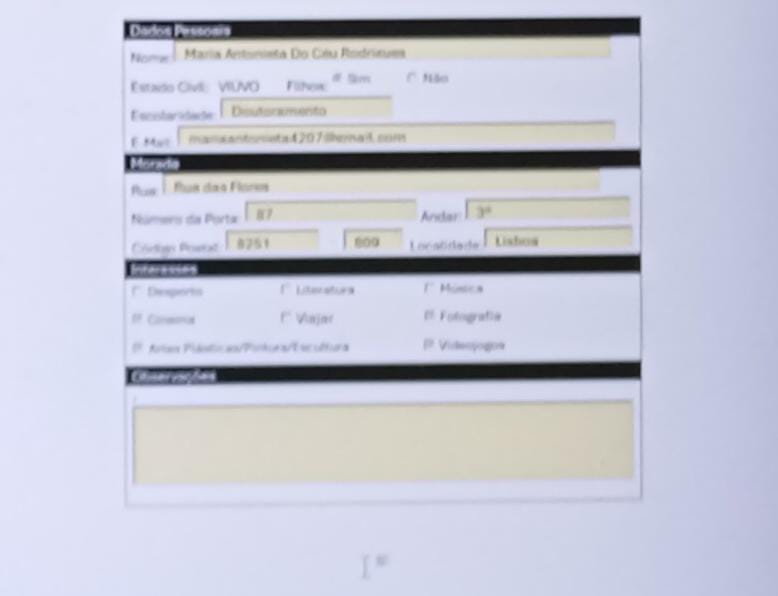 Dados Pessoais
Nome: Maria Antonieta Do Céu Rodrigues
Estado Civil: VIÚVO Filhos: Sim Não
Escolaridade: Doutoramento
E-Mail: mariaantonieta4207@email.com
Morada
Rua: Rua das Flores
Número da Porta: 87 Andar: 3º
Código Postal: 8251 - 609 Localidade: Lisboa
Interesses
Desporto Literatura Música
Cinema Viajar Fotografia
Artes Plásticas/Pintura/Escultura Videojogos
Observações